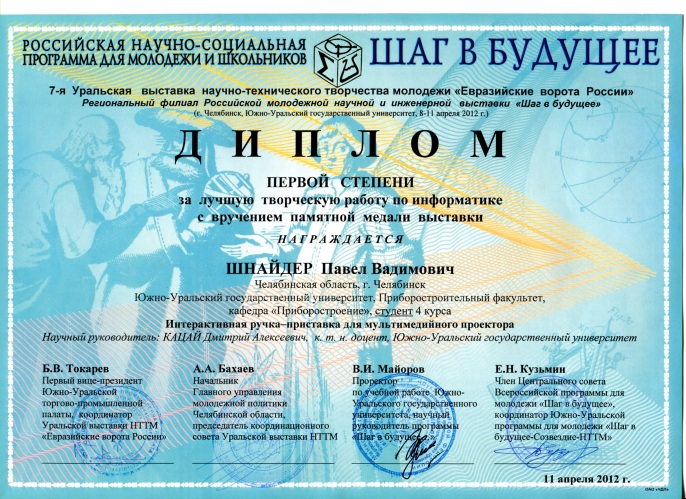 РОССИЙСКАЯ НАУЧНО-СОЦИАЛЬНАЯ
ПРОГРАММА ДЛЯ МОЛОДЕЖИ И ШКОЛЬНИКОВ
ШАГ В БУДУЩЕЕ
7-я Уральская выставка научно-технического творчества молодежи «Евразийские ворота России»
Региональный филиал Российской молодежной научной и инженерной выставки «Шаг в будущее»
(г. Челябинск, Южно-Уральский государственный университет, 8-11 апреля 2012 г.)
ДИПЛОМ
ПЕРВОЙ СТЕПЕНИ
за лучшую творческую работу по информатике
с вручением памятной медали выставки
НАГРАЖДАЕТСЯ
ШНАЙДЕР Павел Вадимович
Челябинская область, г. Челябинск
Южно-Уральский государственный университет, Приборостроительный факультет,
кафедра «Приборостроение», студент 4 курса
Интерактивная ручка–приставка для мультимедийного проектора
Научный руководитель: КАЦАЙ Дмитрий Алексеевич, к. т. н. доцент, Южно-Уральский государственный университет
Б.В. Токарев
Первый вице-президент
Южно-Уральской
торгово-промышленной
палаты, координатор
Уральской выставки НТТМ
«Евразийские ворота России»
А.А. Бахаев
Начальник
Главного управления
молодежной политики
Челябинской области,
председатель координационного
совета Уральской выставки НТТМ
В.И. Майоров
Проректор
по учебной работе Южно-
Уральского государственного
университета, научный
руководитель программы
«Шаг в будущее»
Е.Н. Кузьмин
Член Центрального совета
Всероссийской программы для
молодежи «Шаг в будущее»,
координатор Южно-Уральской
программы для молодежи «Шаг в
будущее-Созвездие-НТТМ»
11 апреля 2012 г.